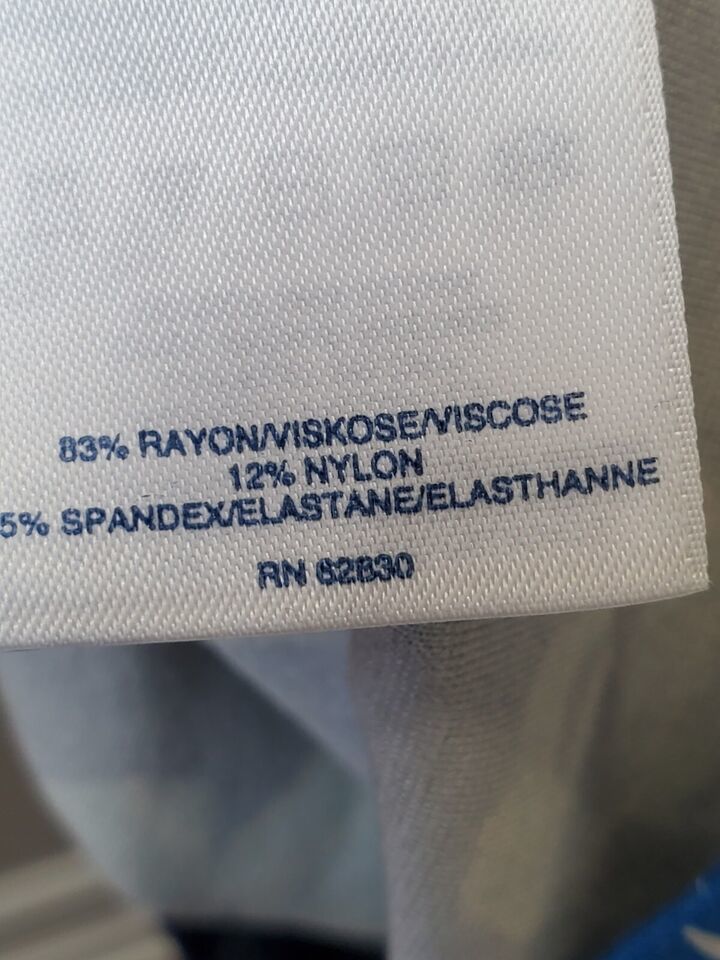 83% RAYON/VISKOSE/VISCOSE
12% NYLON
5% SPANDEX/ELASTANE/ELASTHANNE
RN 62830